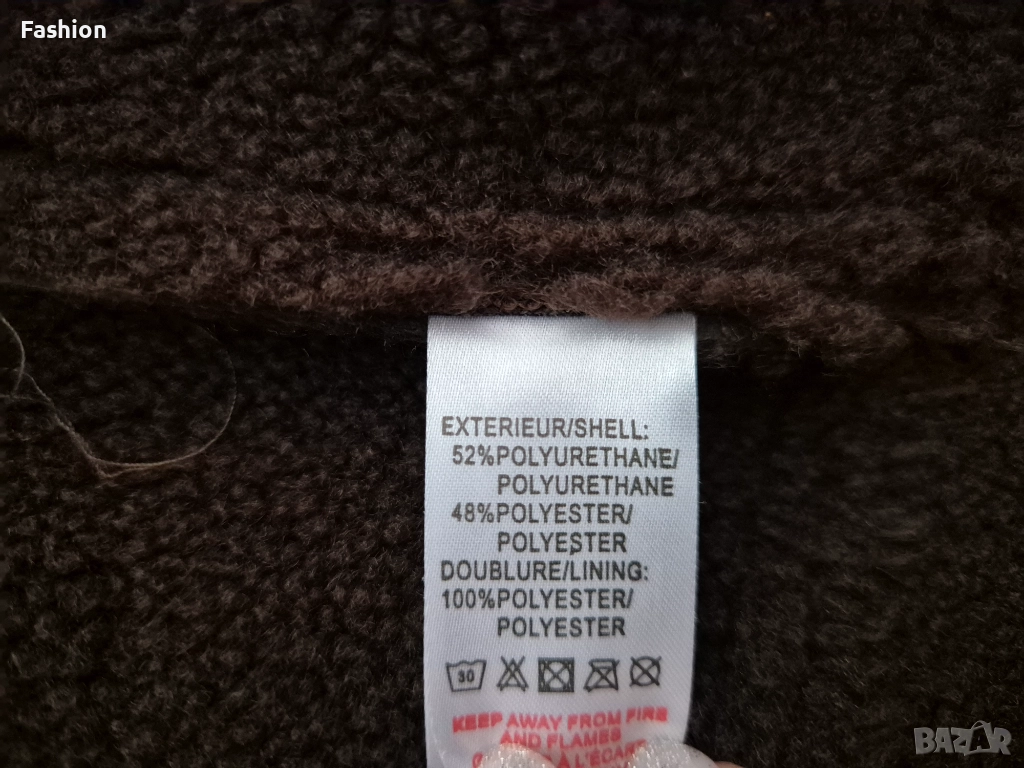 Fashion
EXTERIEUR/SHELL:
52%POLYURETHANE/
POLYURETHANE
48%POLYESTER/
POLYESTER
DOUBLURE/LINING:
100%POLYESTER/
POLYESTER
30
KEEP AWAY FROM FIRE
AND FLAMES
À L'ÉCART
BAZAR